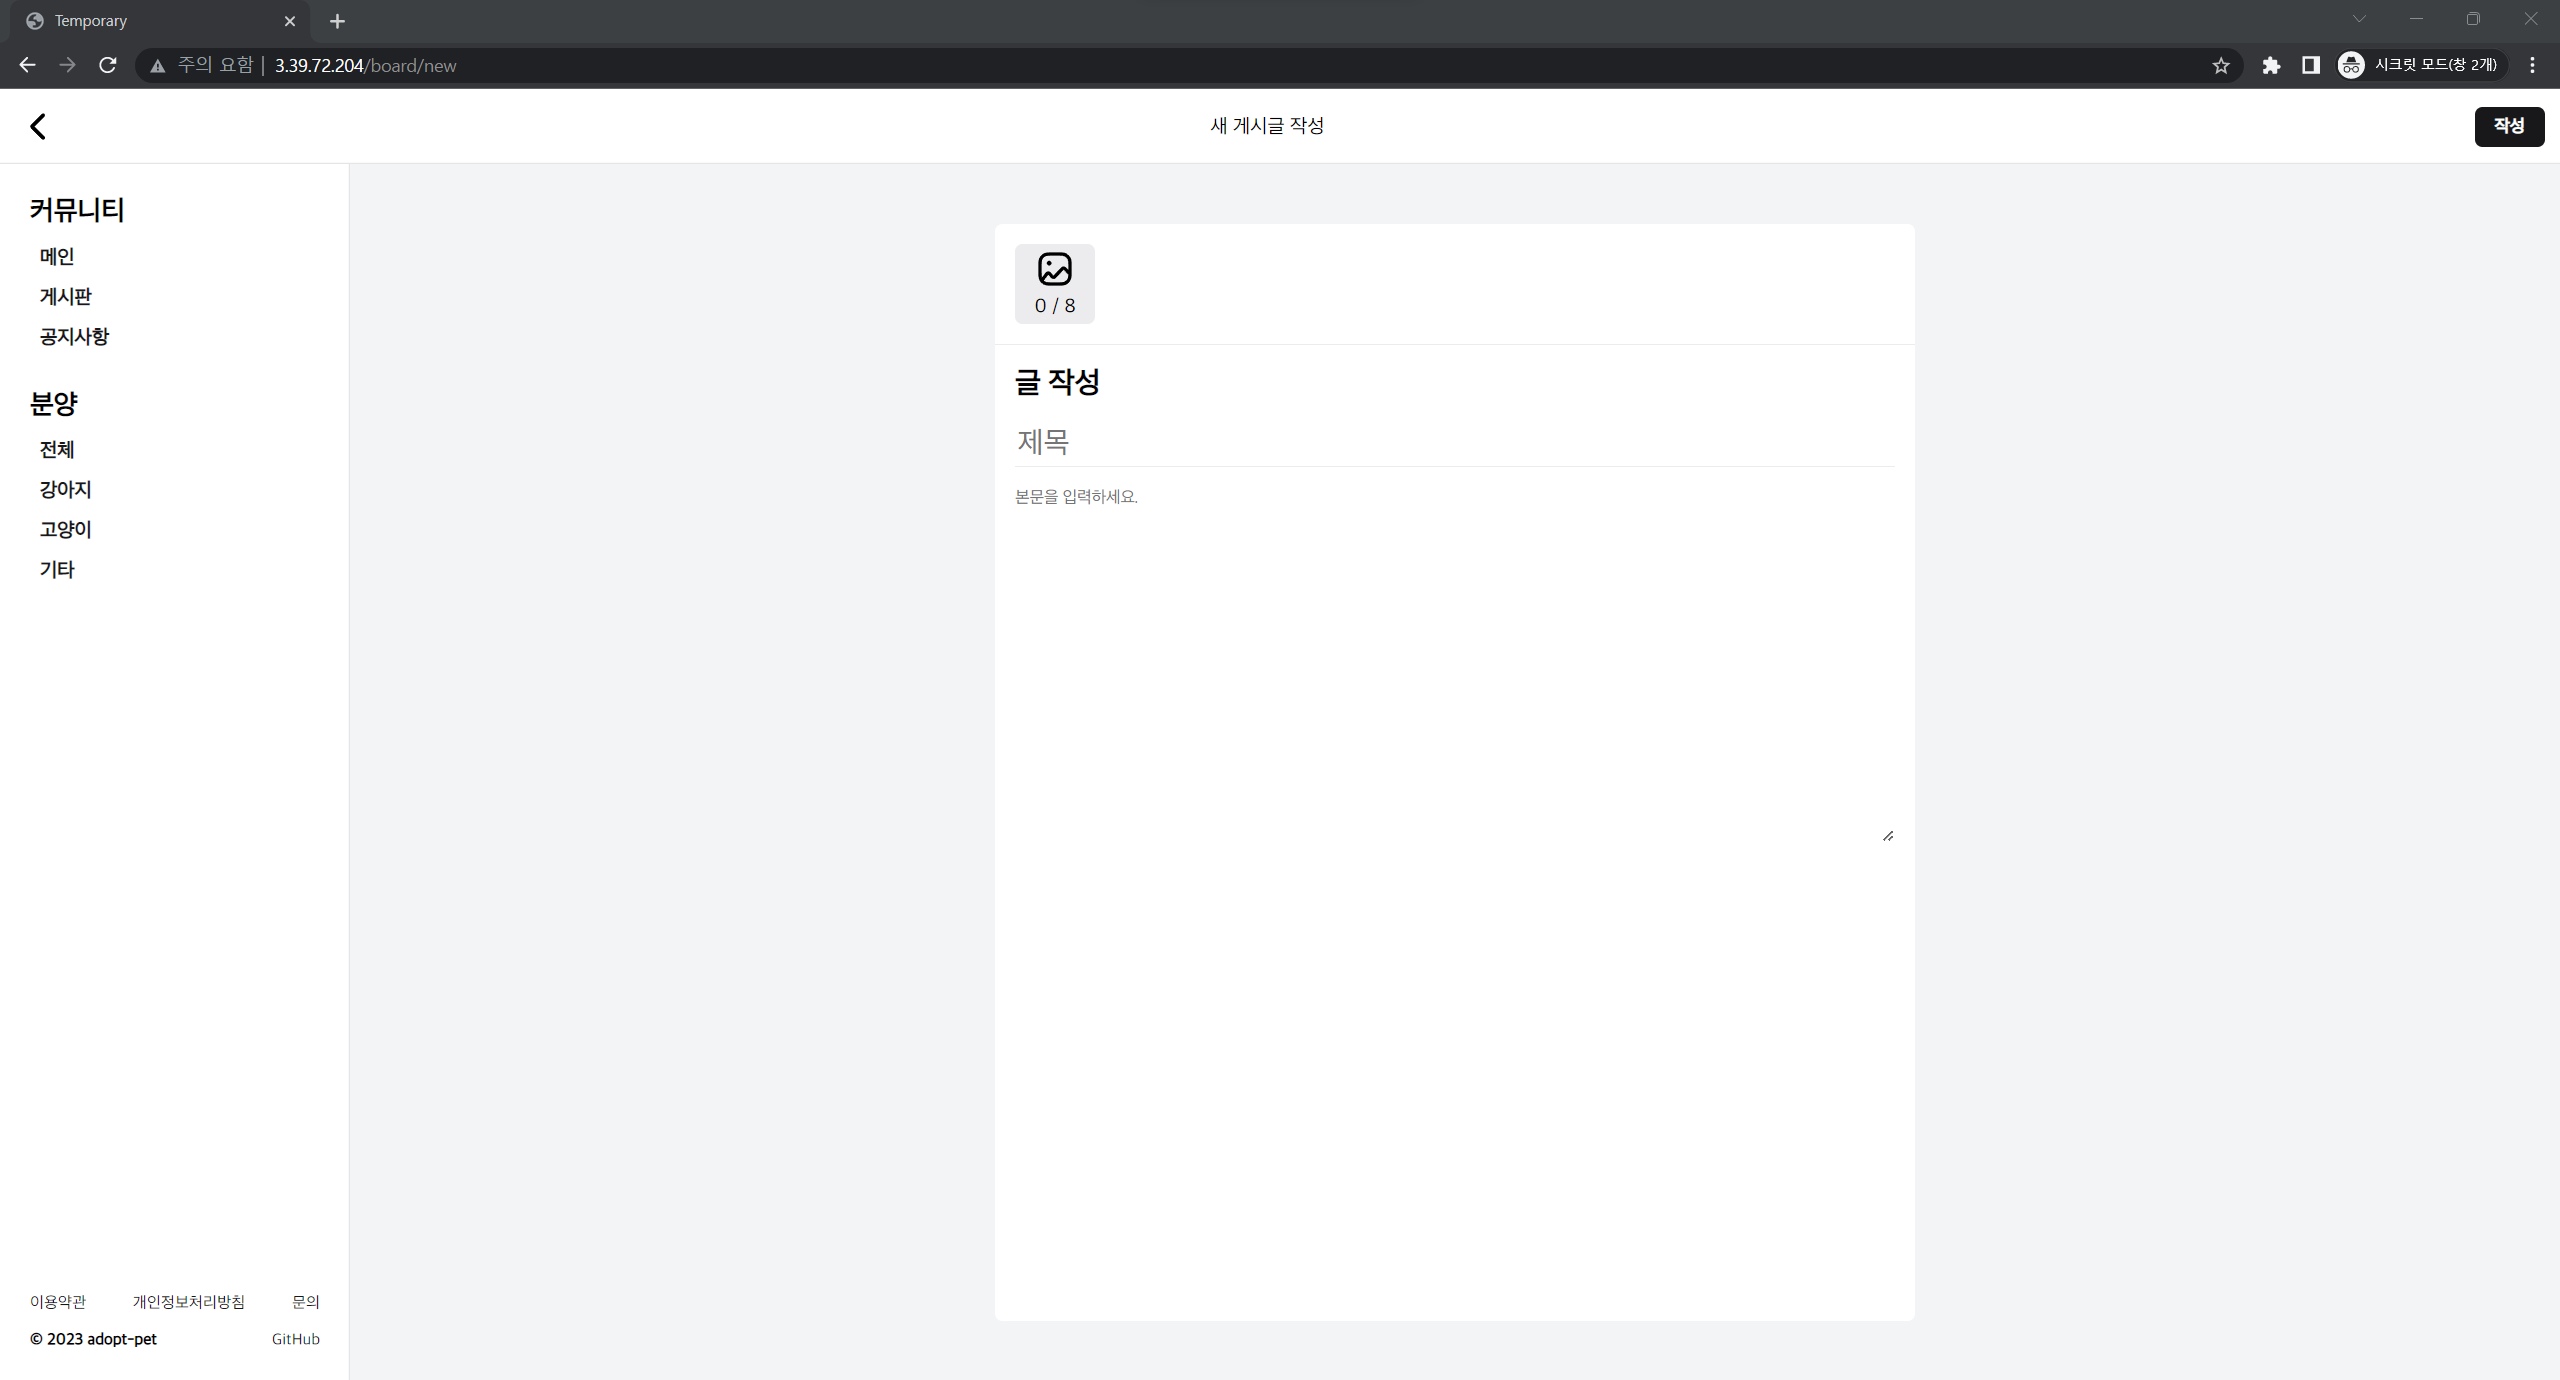 Temporary
주의 요함 | 3.39.72.204/board/new
시크릿 모드(창 2개)
새 게시글 작성
작성
커뮤니티
메인
게시판
공지사항
분양
전체
강아지
고양이
기타
0 / 8
글 작성
제목
본문을 입력하세요.
이용약관 개인정보처리방침 문의
© 2023 adopt-pet GitHub